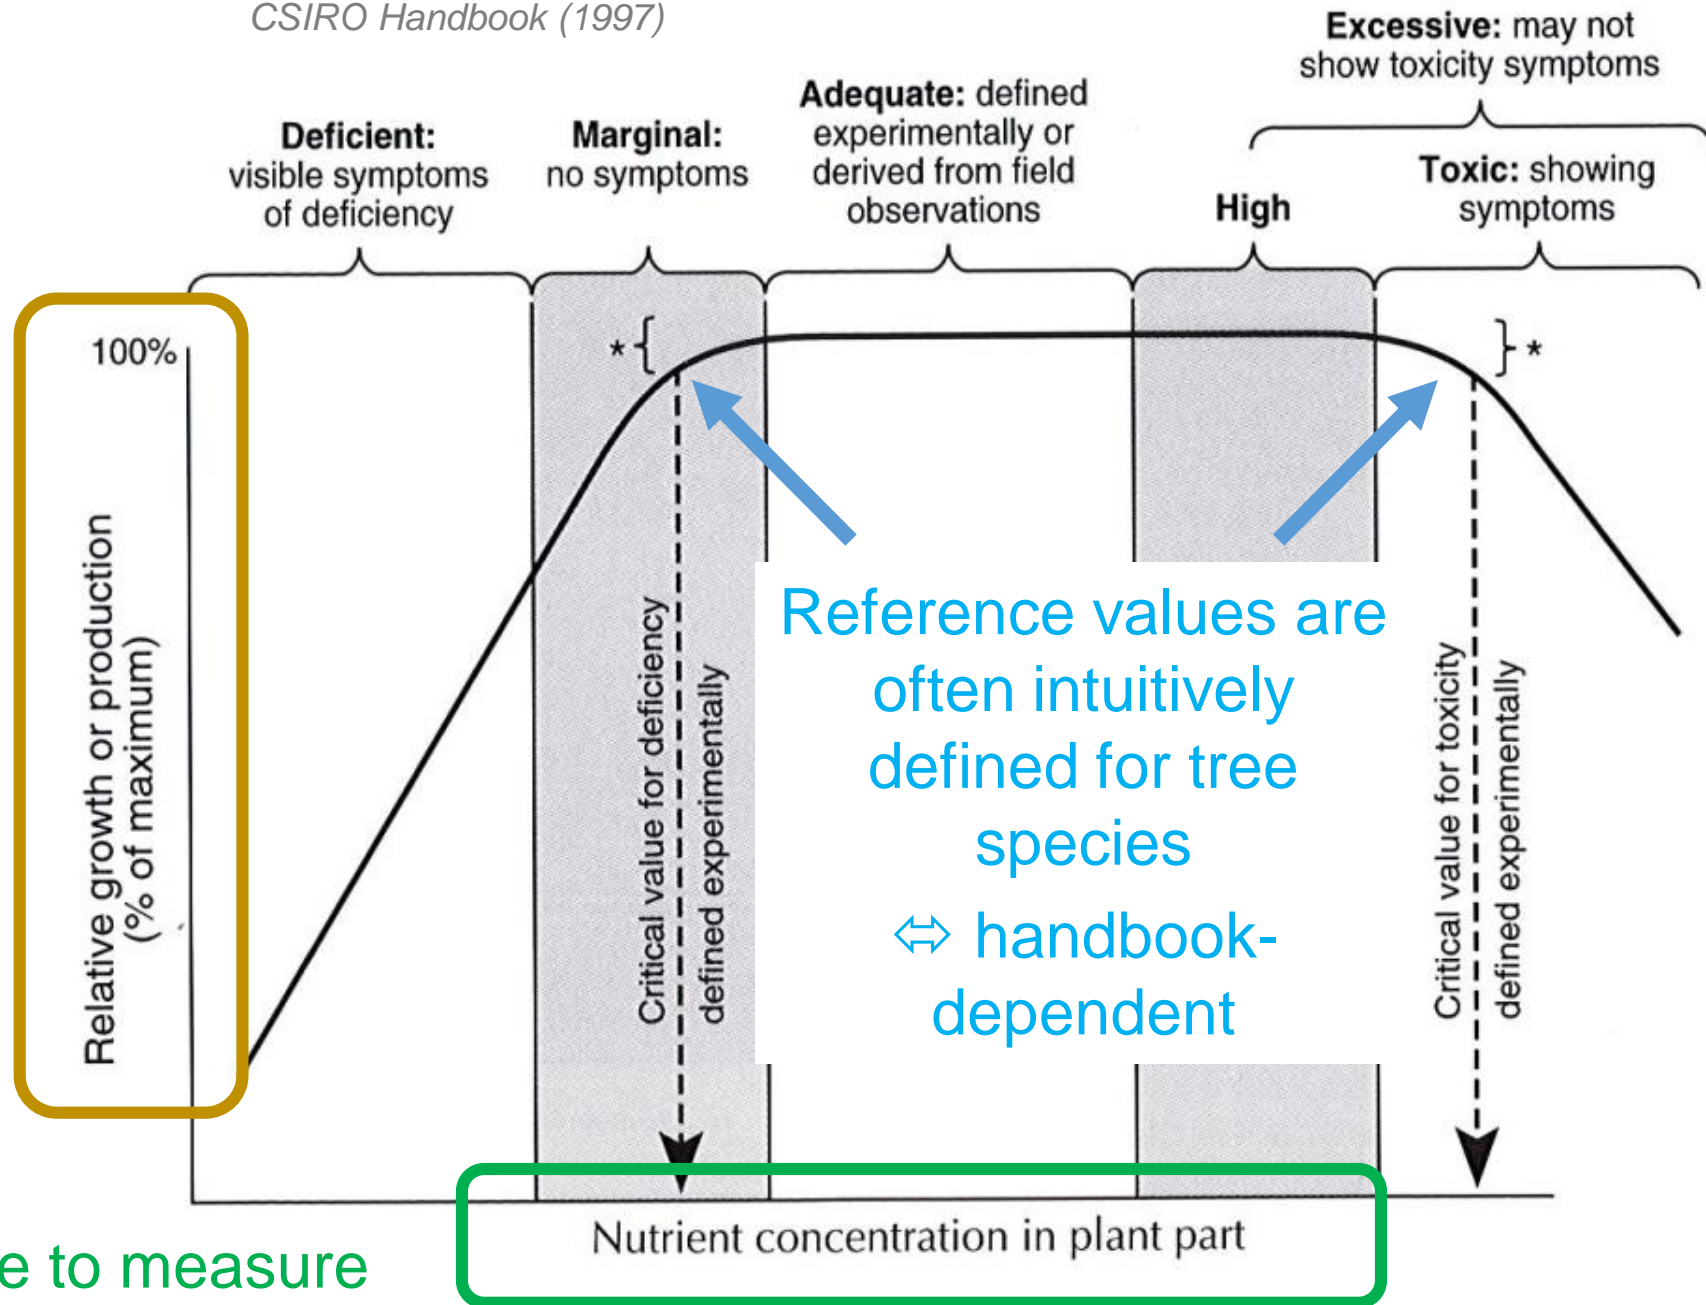 CSIRO Handbook (1997)
Excessive: may not
show toxicity symptoms
Deficient:
visible symptoms
of deficiency
Marginal:
no symptoms
Adequate: defined
experimentally or
derived from field
observations
High
Toxic: showing
symptoms
100%
*
*
Relative growth or production
(% of maximum)
Critical value for deficiency
defined experimentally
Reference values are
often intuitively
defined for tree
species
⇔ handbook-
dependent
Critical value for toxicity
defined experimentally
Nutrient concentration in plant part
e to measure